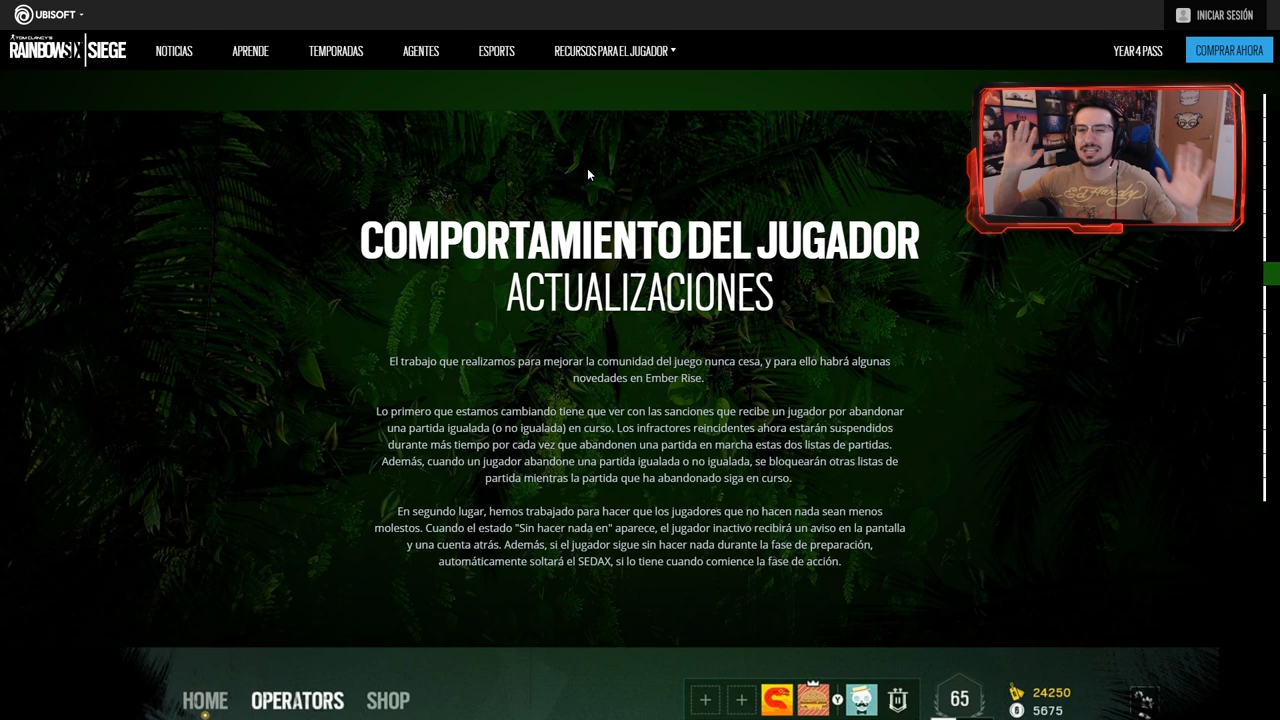 UBISOFT
INICIAR SESIÓN
TOM CLANCY'S
RAINBOWSIX | SIEGE
NOTICIAS
APRENDE
TEMPORADAS
AGENTES
ESPORTS
RECURSOS PARA EL JUGADOR
YEAR 4 PASS
COMPRAR AHORA
Ed Hardy
COMPORTAMIENTO DEL JUGADOR
ACTUALIZACIONES
El trabajo que realizamos para mejorar la comunidad del juego nunca cesa, y para ello habrá algunas
novedades en Ember Rise.
Lo primero que estamos cambiando tiene que ver con las sanciones que recibe un jugador por abandonar
una partida igualada (o no igualada) en curso. Los infractores reincidentes ahora estarán suspendidos
durante más tiempo por cada vez que abandonen una partida en marcha estas dos listas de partidas.
Además, cuando un jugador abandone una partida igualada o no igualada, se bloquearán otras listas de
partida mientras la partida que ha abandonado siga en curso.
En segundo lugar, hemos trabajado para hacer que los jugadores que no hacen nada sean menos
molestos. Cuando el estado "Sin hacer nada en" aparece, el jugador inactivo recibirá un aviso en la pantalla
y una cuenta atrás. Además, si el jugador sigue sin hacer nada durante la fase de preparación,
automáticamente soltará el SEDAX, si lo tiene cuando comience la fase de acción.
HOME
OPERATORS
SHOP
Y
65
24250
5675